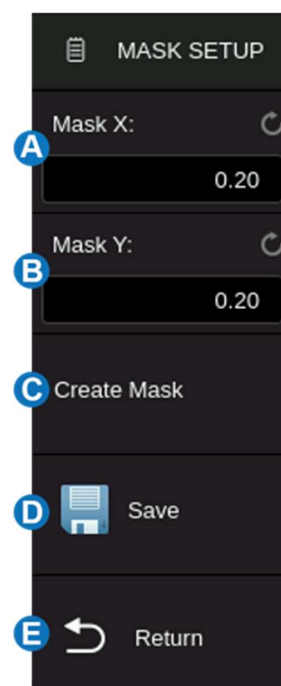 MASK SETUP
Mask X:
A
0.20
Mask Y:
B
0.20
C Create Mask
D Save
E Return